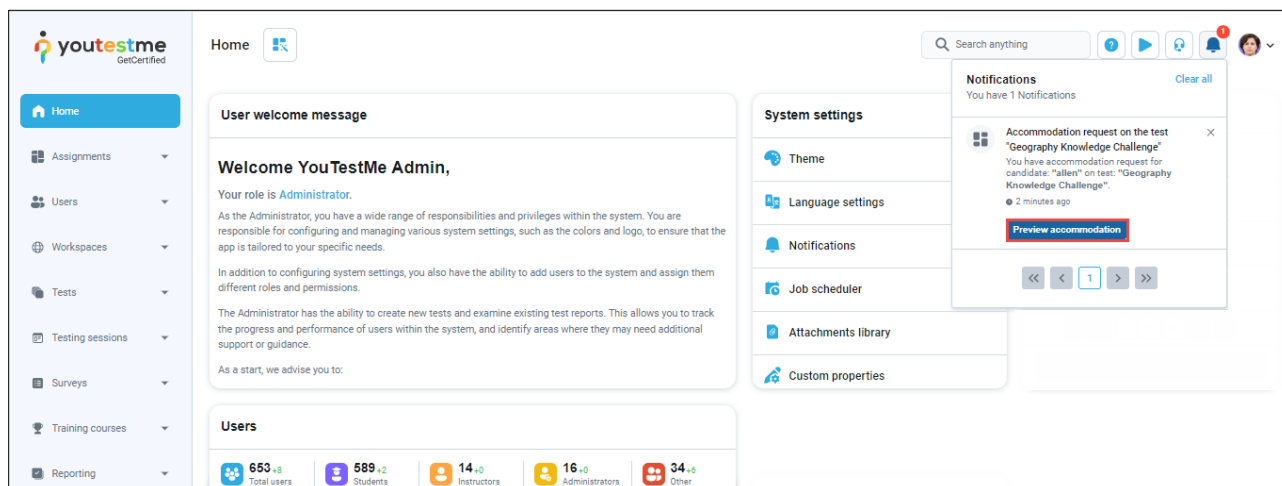 youtestme
GetCertified
Home
Search anything
1
Notifications
Clear all
You have 1 Notifications
Accommodation request on the test
"Geography Knowledge Challenge"
You have accommodation request for
candidate: "allen" on test: "Geography
Knowledge Challenge".
2 minutes ago
Preview accommodation
1
Home
Assignments
Users
Workspaces
Tests
Testing sessions
Surveys
Training courses
Reporting
User welcome message
Welcome YouTestMe Admin,
Your role is Administrator.
As the Administrator, you have a wide range of responsibilities and privileges within the system. You are
responsible for configuring and managing various system settings, such as the colors and logo, to ensure that the
app is tailored to your specific needs.
In addition to configuring system settings, you also have the ability to add users to the system and assign them
different roles and permissions.
The Administrator has the ability to create new tests and examine existing test reports. This allows you to track
the progress and performance of users within the system, and identify areas where they may need additional
support or guidance.
As a start, we advise you to:
System settings
Theme
Language settings
Notifications
Job scheduler
Attachments library
Custom properties
Users
653 +8
Total users
589 +2
Students
14 +0
Instructors
16 +0
Administrators
34 +6
Other